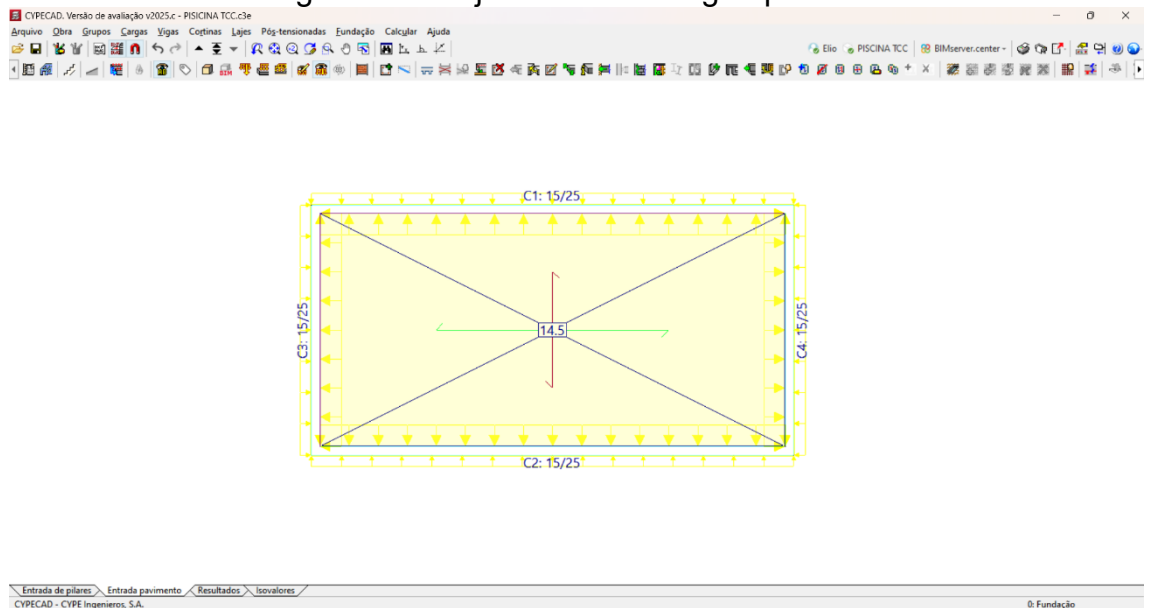 CYPECAD. Versão de avaliação v2025.c - PISICINA TCC.c3e
Arquivo Obra Grupos Cargas Vigas Cortinas Lajes Pós-tensionadas Fundação Calcular Ajuda
Elio PISCINA TCC BIMserver.center
C1: 15/25
C3: 15/25
14.5
C4: 15/25
C2: 15/25
Entrada de pilares Entrada pavimento Resultados Isovalores
CYPECAD - CYPE Ingenieros, S.A. 0: Fundação